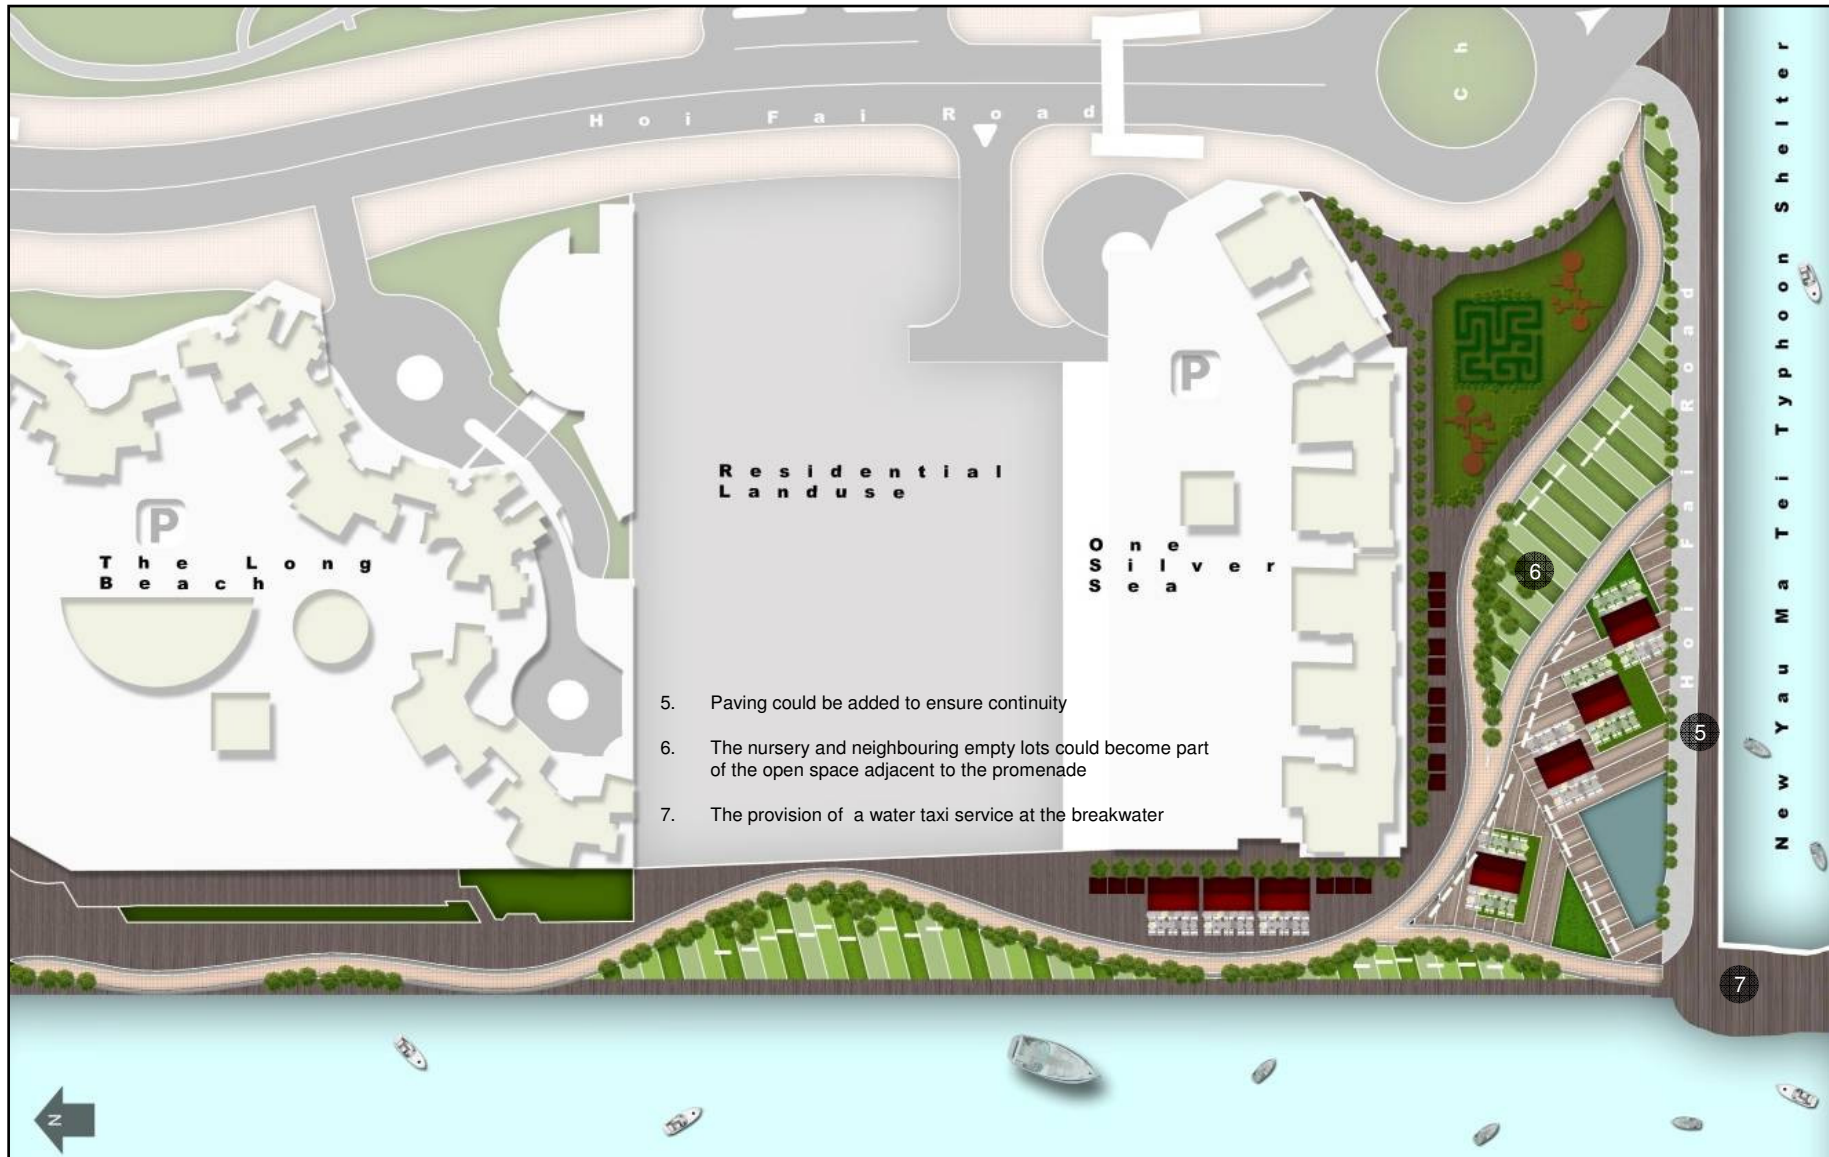 Hoi Fai Road
Ch
New Yau Ma Tei Typhoon Shelter
Hoi Fai Road
P
P
Residential
Landuse
The Long
Beach
One
Silver
Sea
6
5
7
5. Paving could be added to ensure continuity
6. The nursery and neighbouring empty lots could become part
of the open space adjacent to the promenade
7. The provision of a water taxi service at the breakwater
N